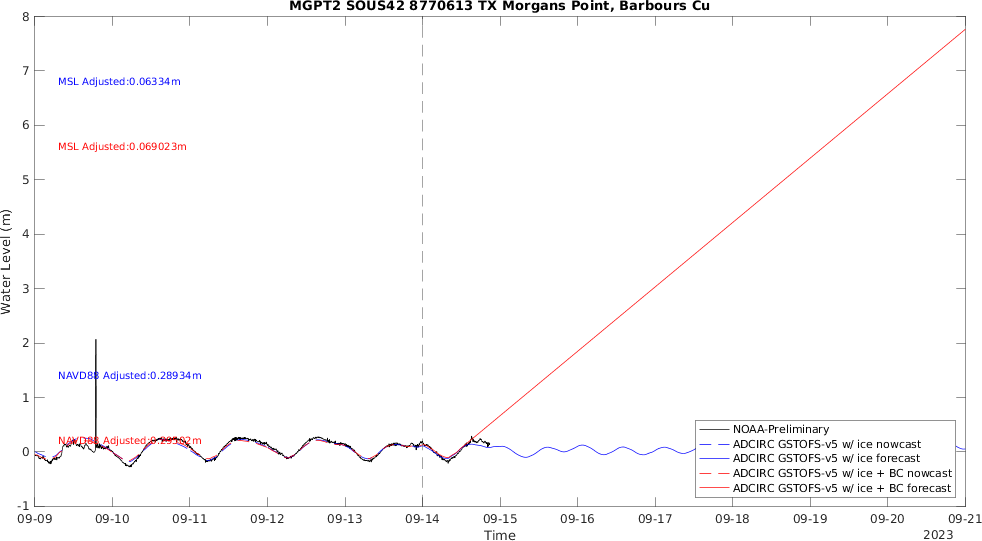 MGPT2 SOUS42 8770613 TX Morgans Point, Barbours Cu
8
7
6
5
4
3
2
1
0
-1
Water Level (m)
MSL Adjusted:0.06334m
MSL Adjusted:0.069023m
NAVD88 Adjusted:0.28934m
NAVD88
NOAA-Preliminary
ADCIRC GSTOFS-v5 w/ ice nowcast
ADCIRC GSTOFS-v5 w/ ice forecast
ADCIRC GSTOFS-v5 w/ ice + BC nowcast
ADCIRC GSTOFS-v5 w/ ice + BC forecast
09-09 09-10 09-11 09-12 09-13 09-14 09-15 09-16 09-17 09-18 09-19 09-20 09-21
Time
2023